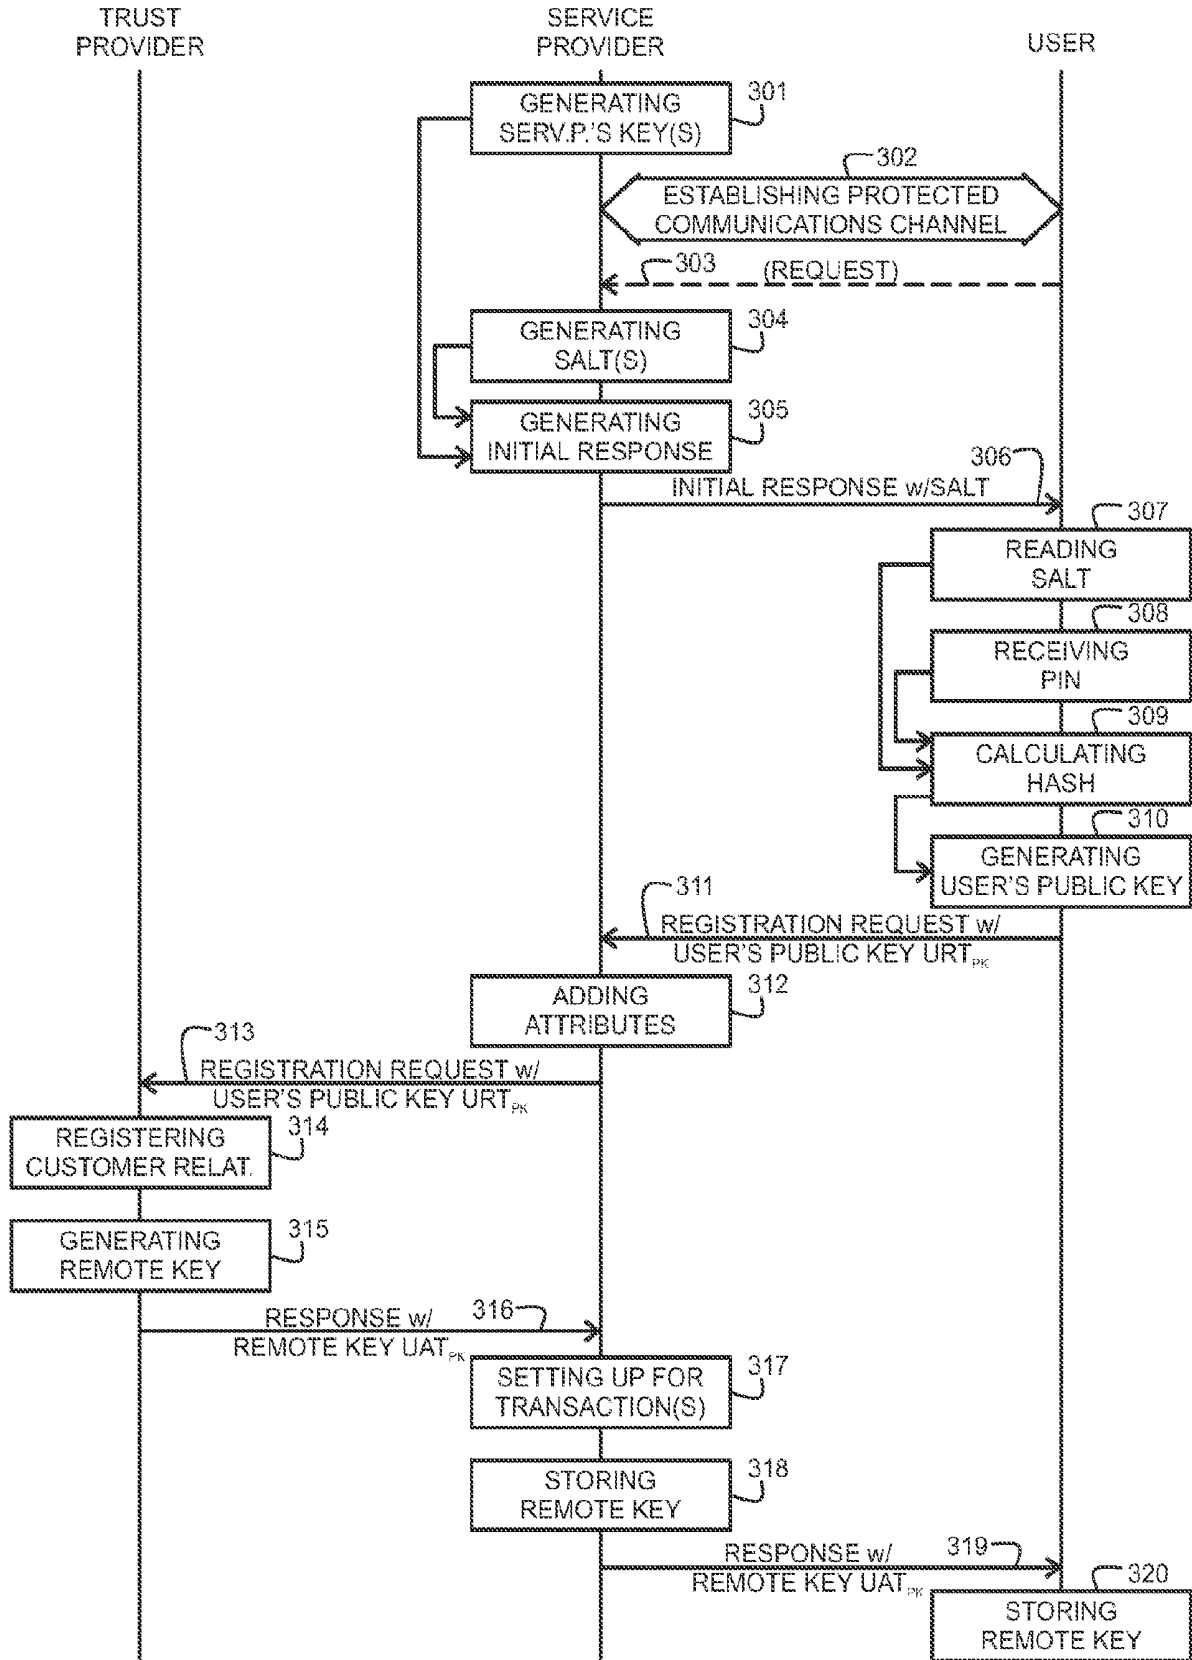 TRUST
PROVIDER
SERVICE
PROVIDER
USER
GENERATING
SERV.P.'S KEY(S)
301
302
ESTABLISHING PROTECTED
COMMUNICATIONS CHANNEL
303
(REQUEST)
GENERATING
SALT(S)
304
GENERATING
INITIAL RESPONSE
305
306
INITIAL RESPONSE w/SALT
307
READING
SALT
308
RECEIVING
PIN
309
CALCULATING
HASH
310
GENERATING
USER'S PUBLIC KEY
311
REGISTRATION REQUEST w/
USER'S PUBLIC KEY URT_PK
ADDING
ATTRIBUTES
312
313
REGISTRATION REQUEST w/
USER'S PUBLIC KEY URT_PK
REGISTERING
CUSTOMER RELAT.
314
GENERATING
REMOTE KEY
315
316
RESPONSE w/
REMOTE KEY UAT_PK
SETTING UP FOR
TRANSACTION(S)
317
STORING
REMOTE KEY
318
RESPONSE w/
REMOTE KEY UAT_PK
319
320
STORING
REMOTE KEY